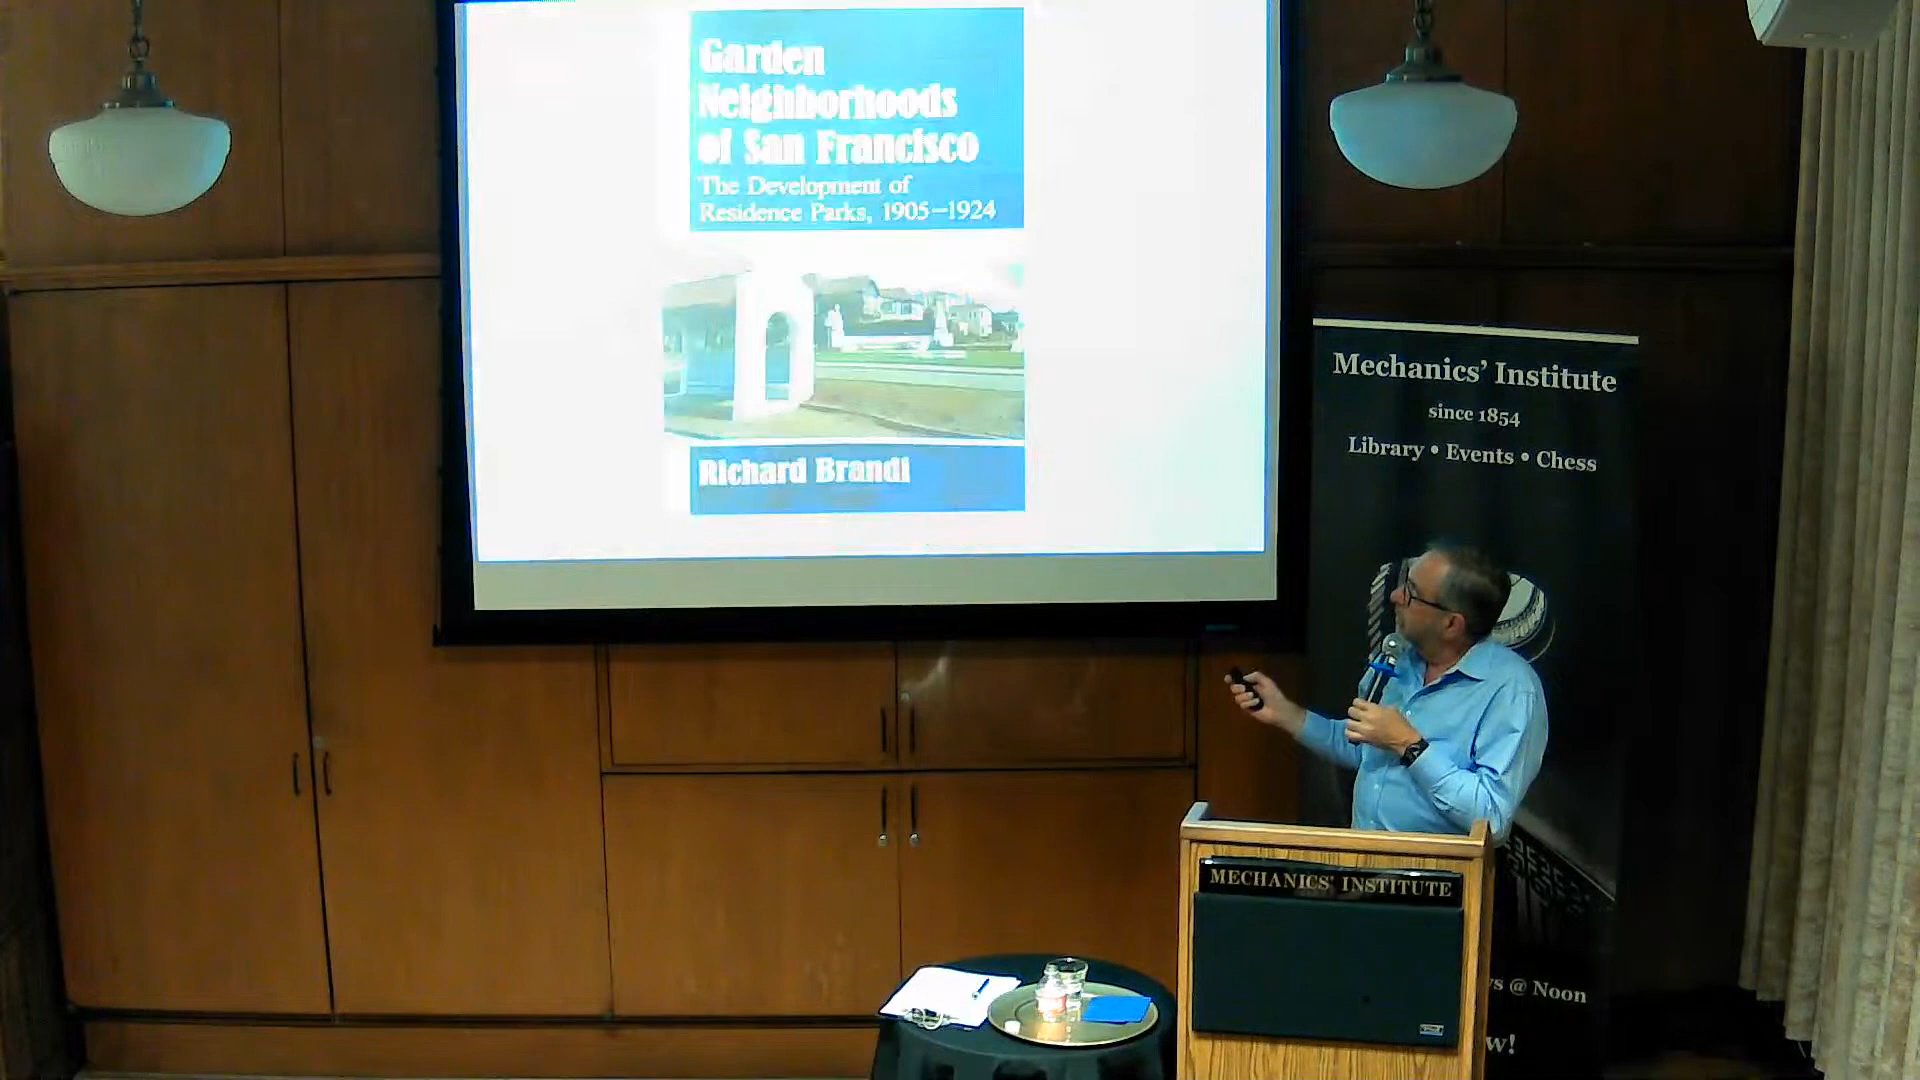 Garden
Neighborhoods
of San Francisco
The Development of
Residence Parks, 1905–1924
Richard Brandi
Mechanics' Institute
since 1854
Library • Events • Chess
MECHANICS' INSTITUTE
@ Noon